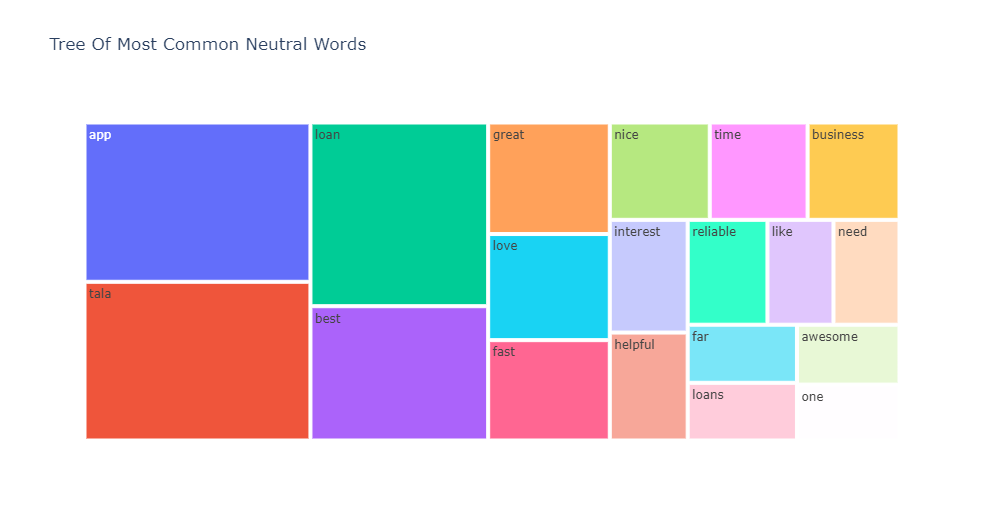 Tree Of Most Common Neutral Words
app
tala
loan
best
great
love
fast
nice
time
business
interest
helpful
reliable
like
need
far
awesome
loans
one